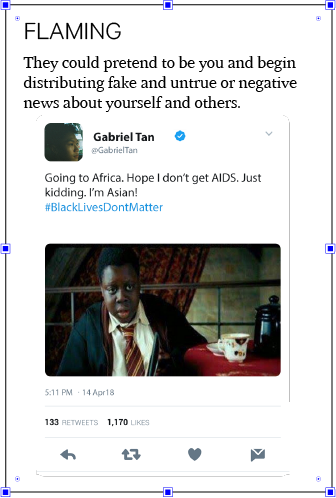 FLAMING
They could pretend to be you and begin
distributing fake and untrue or negative
news about yourself and others.
Gabriel Tan
@GabrielTan
Going to Africa. Hope I don't get AIDS. Just
kidding. I'm Asian!
#BlackLivesDontMatter
5:11 PM · 14 Apr18
133 RETWEETS 1,170 LIKES